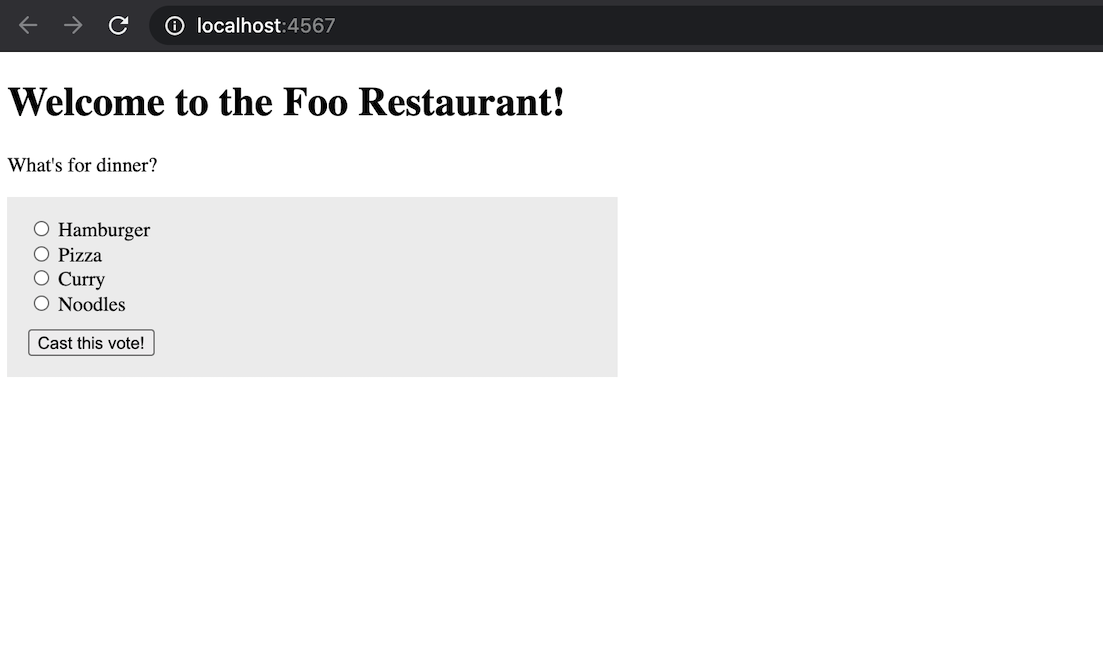 localhost:4567
Welcome to the Foo Restaurant!
What's for dinner?
Hamburger
Pizza
Curry
Noodles
Cast this vote!